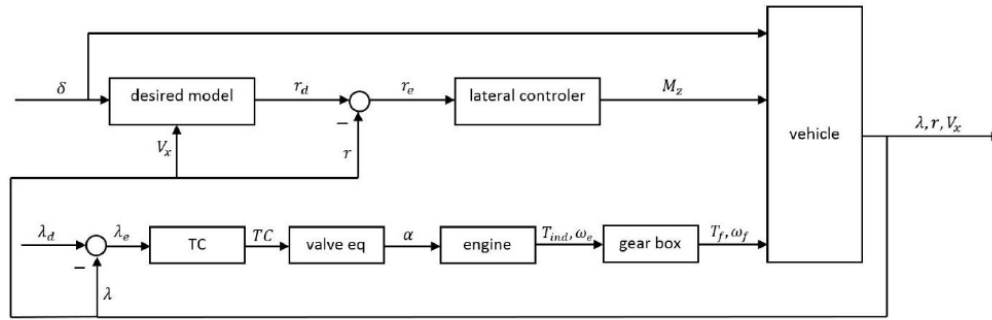 δ
desired model
r_d
r_e
lateral controler
M_z
vehicle
λ, r, V_x
V_x
r
λ_d
λ_e
TC
TC
valve eq
α
engine
T_ind, ω_e
gear box
T_f, ω_f
λ